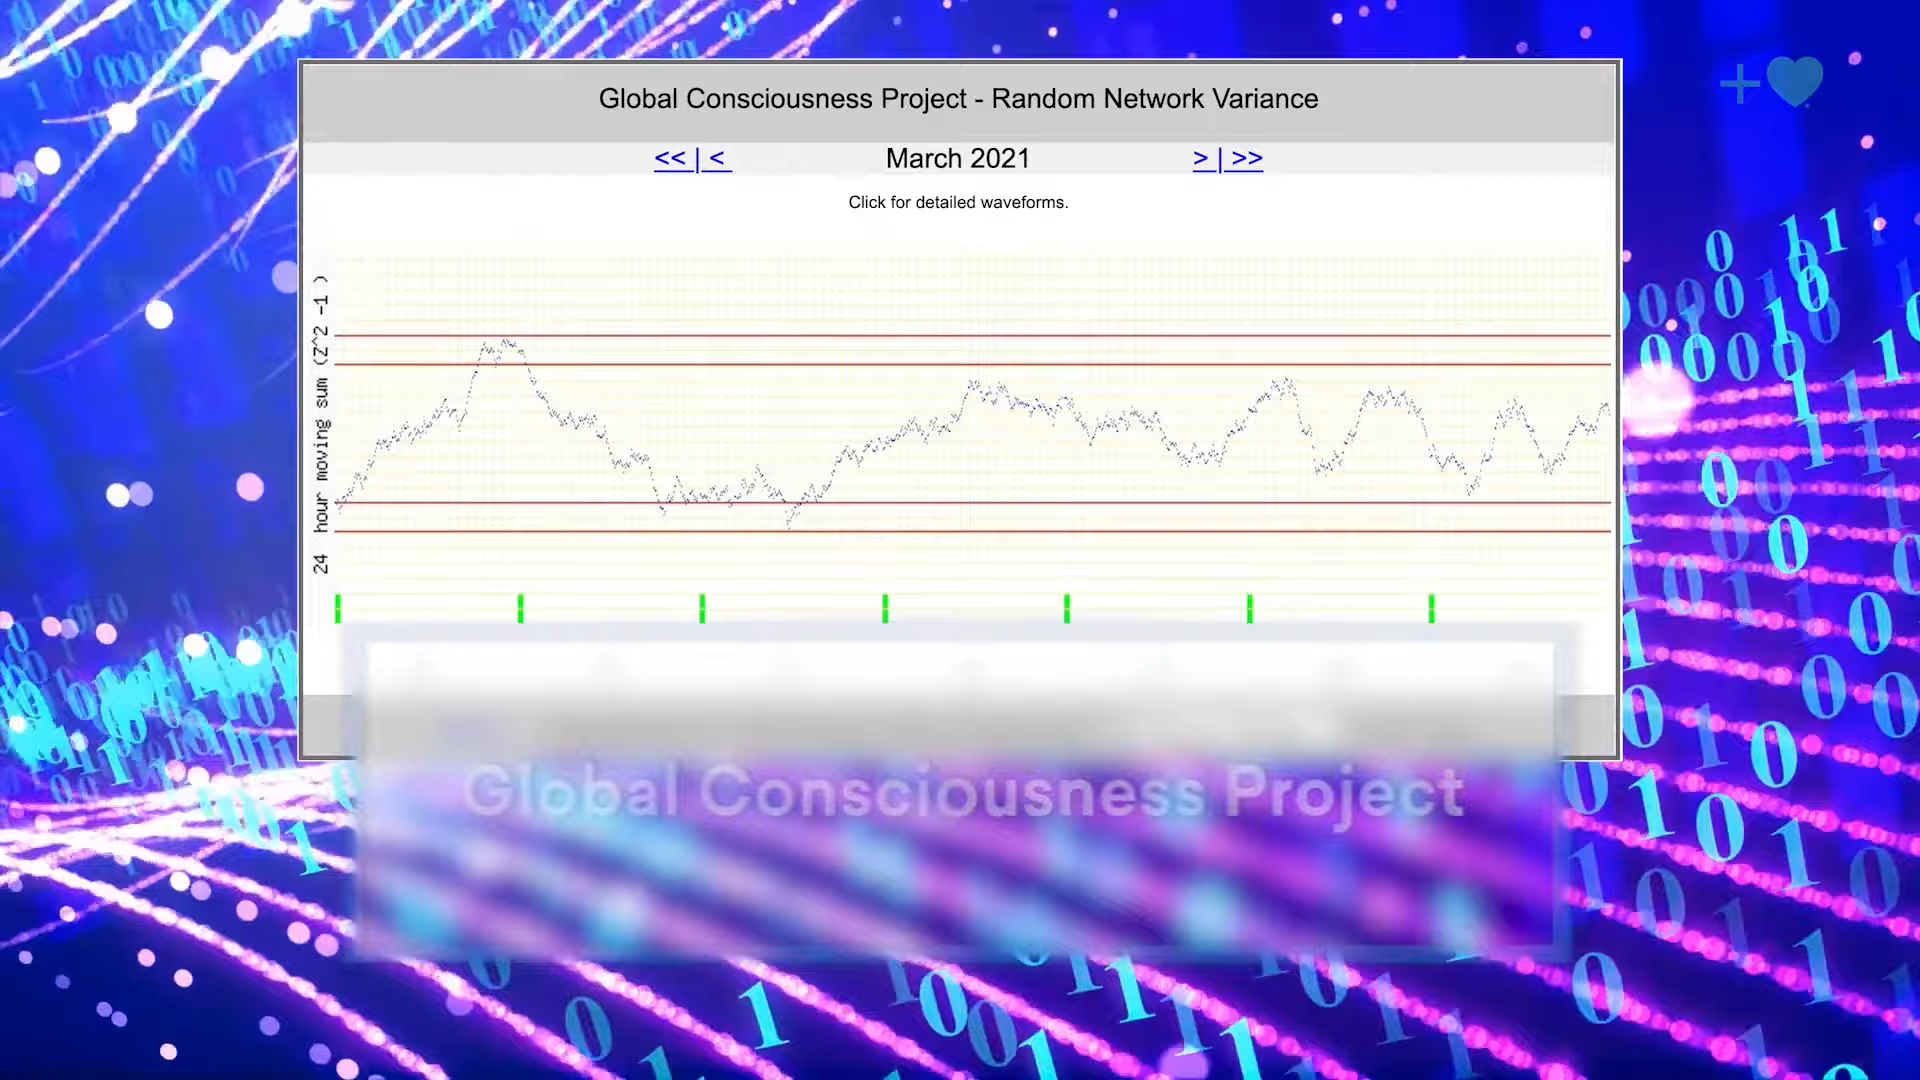 Global Consciousness Project - Random Network Variance
<< | < March 2021 > | >>
Click for detailed waveforms.
24 hour moving sum (Z^2 -1 )
Global Consciousness Project